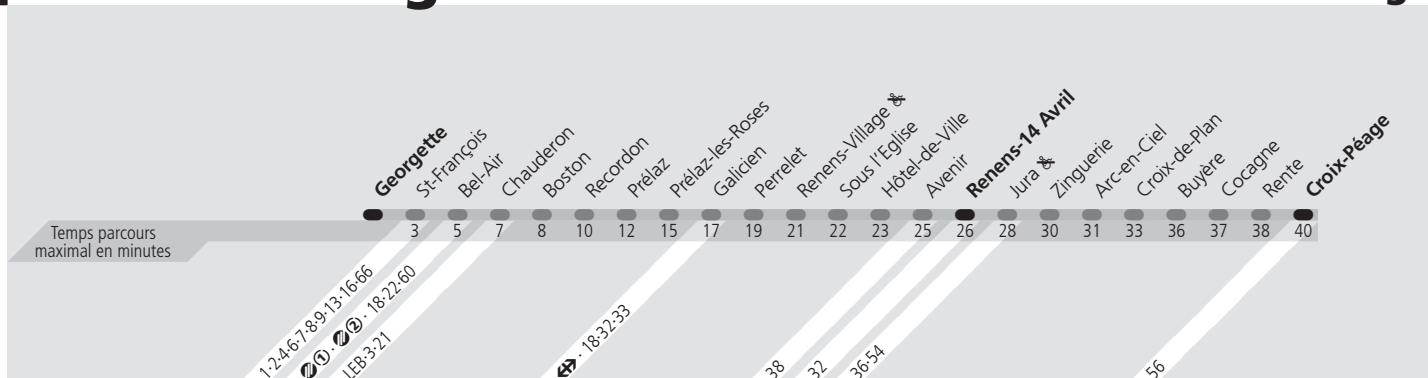 Georgette
St-François
Bel-Air
Chauderon
Boston
Recordon
Prélaz
Prélaz-les-Roses
Galicien
Perrelet
Renens-Village
Sous l'Eglise
Hôtel-de-Ville
Avenir
Renens-14 Avril
Jura
Zinguerie
Arc-en-Ciel
Croix-de-Plan
Buyère
Cocagne
Rente
Croix-Péage
Temps parcours
maximal en minutes
3 5 7 8 10 12 15 17 19 21 22 23 25 26 28 30 31 33 36 37 38 40
1·2·4·6·7·8·9·13·16·66
1 · 2 · 18·22·60
LEB·3·21
· 18·32·33
38
32
36·54
56